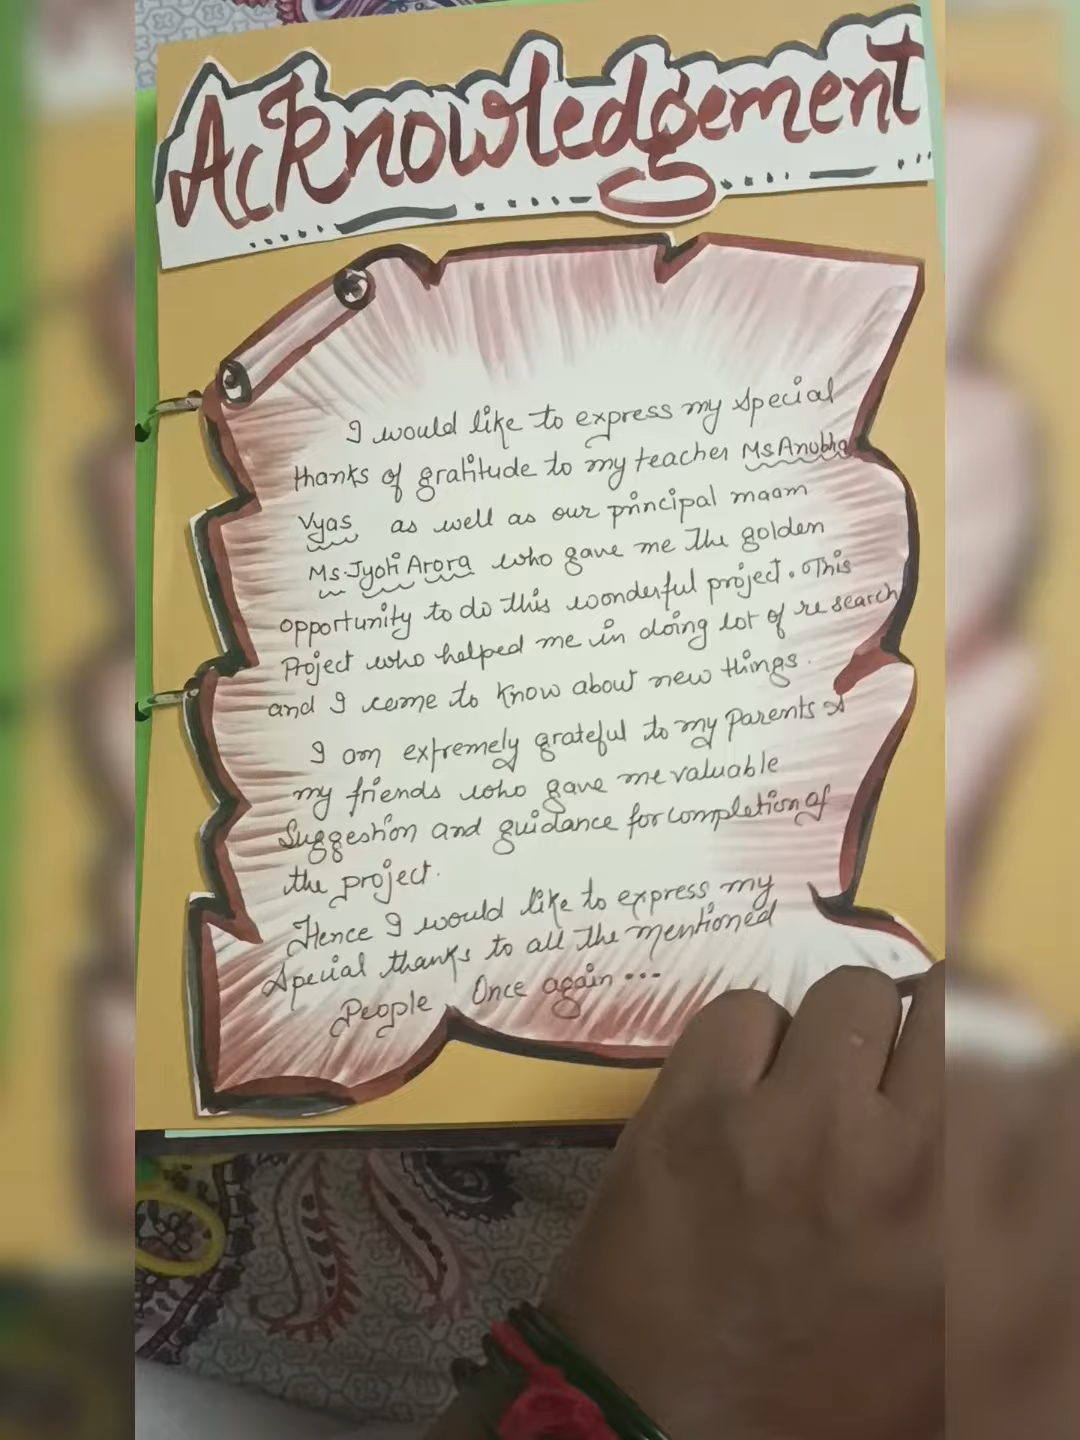 Acknowledgement
I would like to express my special
thanks of gratitude to my teacher Ms Anubha
Vyas as well as our principal maam
Ms. Jyoti Arora who gave me the golden
opportunity to do this wonderful project. This
Project who helped me in doing lot of research
and I came to know about new things.
I am extremely grateful to my parents &
my friends who gave me valuable
Suggestion and guidance for completion of
the project.
Hence I would like to express my
Special thanks to all the mentioned
People Once again...